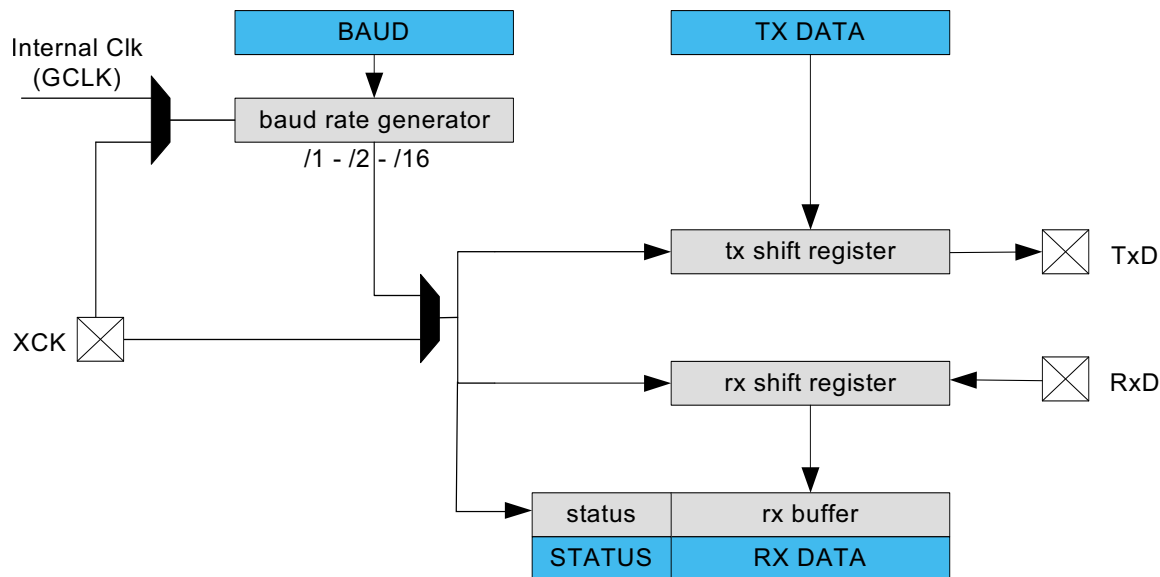 BAUD
TX DATA
Internal Clk
(GCLK)
baud rate generator
/1 - /2 - /16
tx shift register
TxD
XCK
rx shift register
RxD
status
rx buffer
STATUS
RX DATA